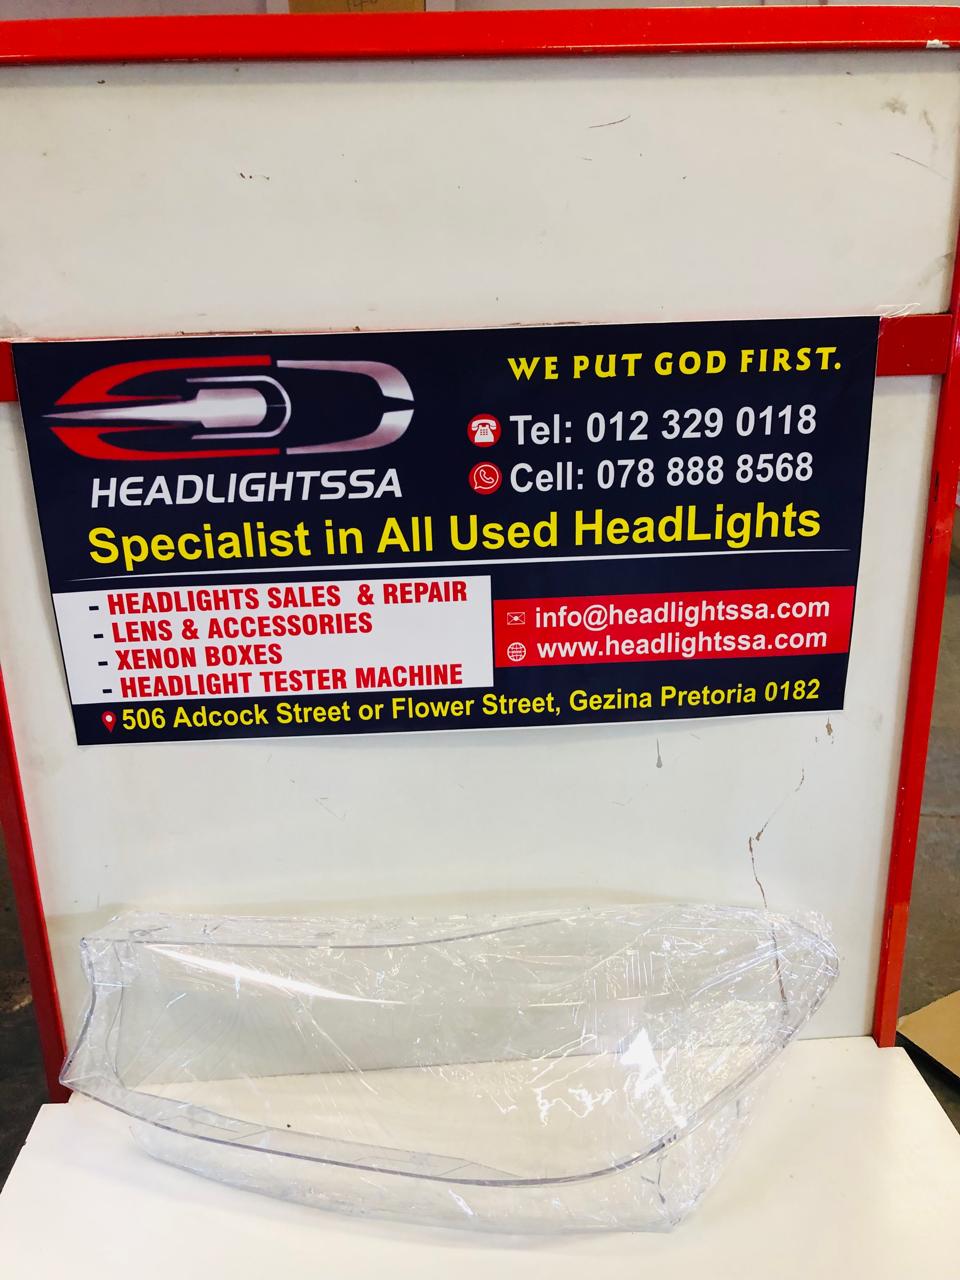 WE PUT GOD FIRST.
Tel: 012 329 0118
Cell: 078 888 8568
HEADLIGHTSSA
Specialist in All Used HeadLights
- HEADLIGHTS SALES & REPAIR
- LENS & ACCESSORIES
- XENON BOXES
- HEADLIGHT TESTER MACHINE
info@headlightssa.com
www.headlightssa.com
506 Adcock Street or Flower Street, Gezina Pretoria 0182